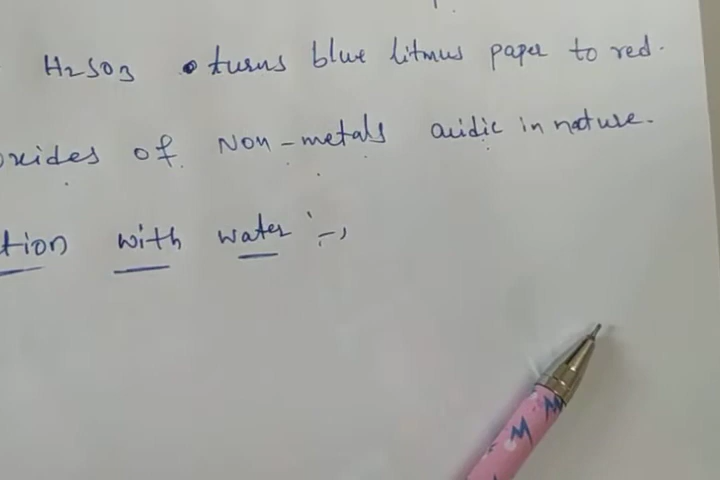 H2SO3 turns blue litmus paper to red.
oxides of Non-metals acidic in nature.
tion with water :-,